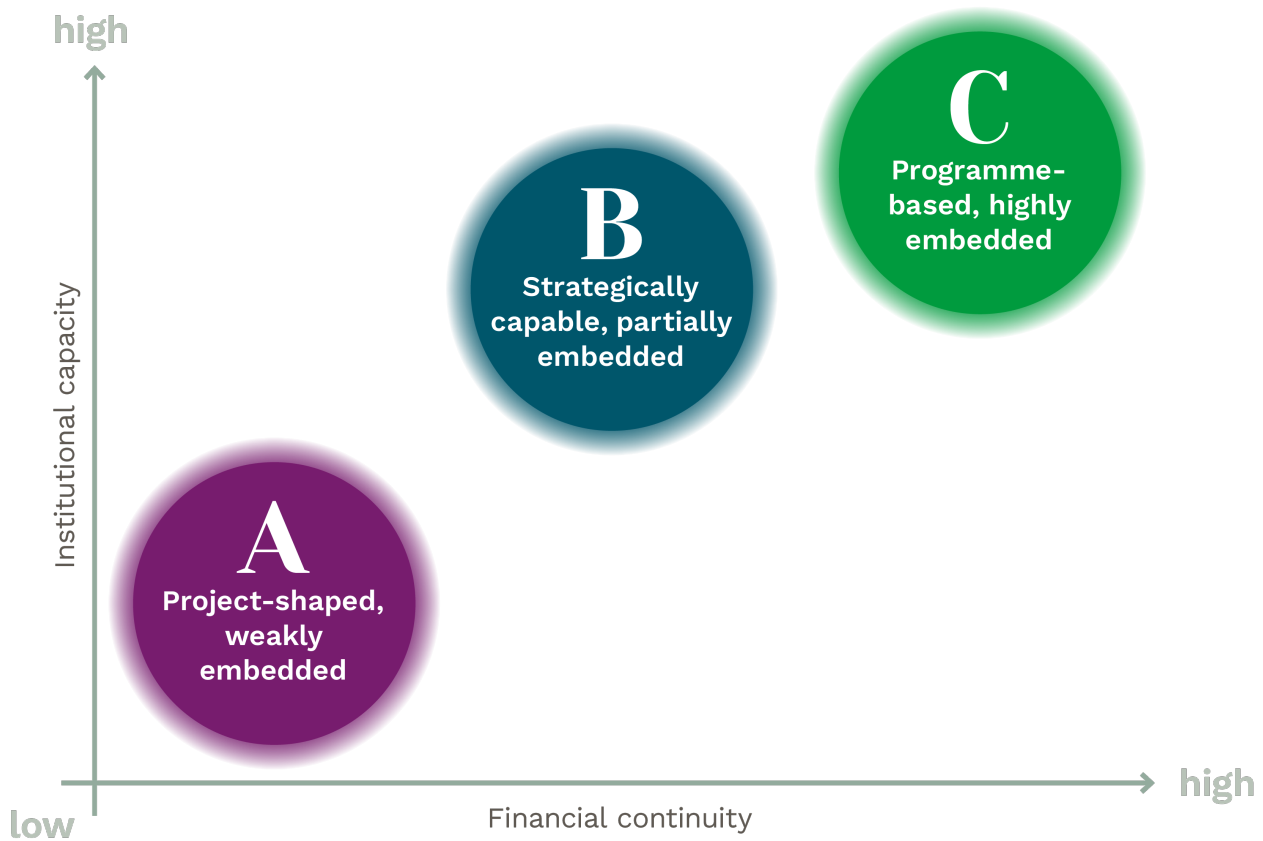 high
C
Programme-
based, highly
embedded
B
Strategically
capable, partially
embedded
Institutional capacity
A
Project-shaped,
weakly
embedded
high
Financial continuity
low